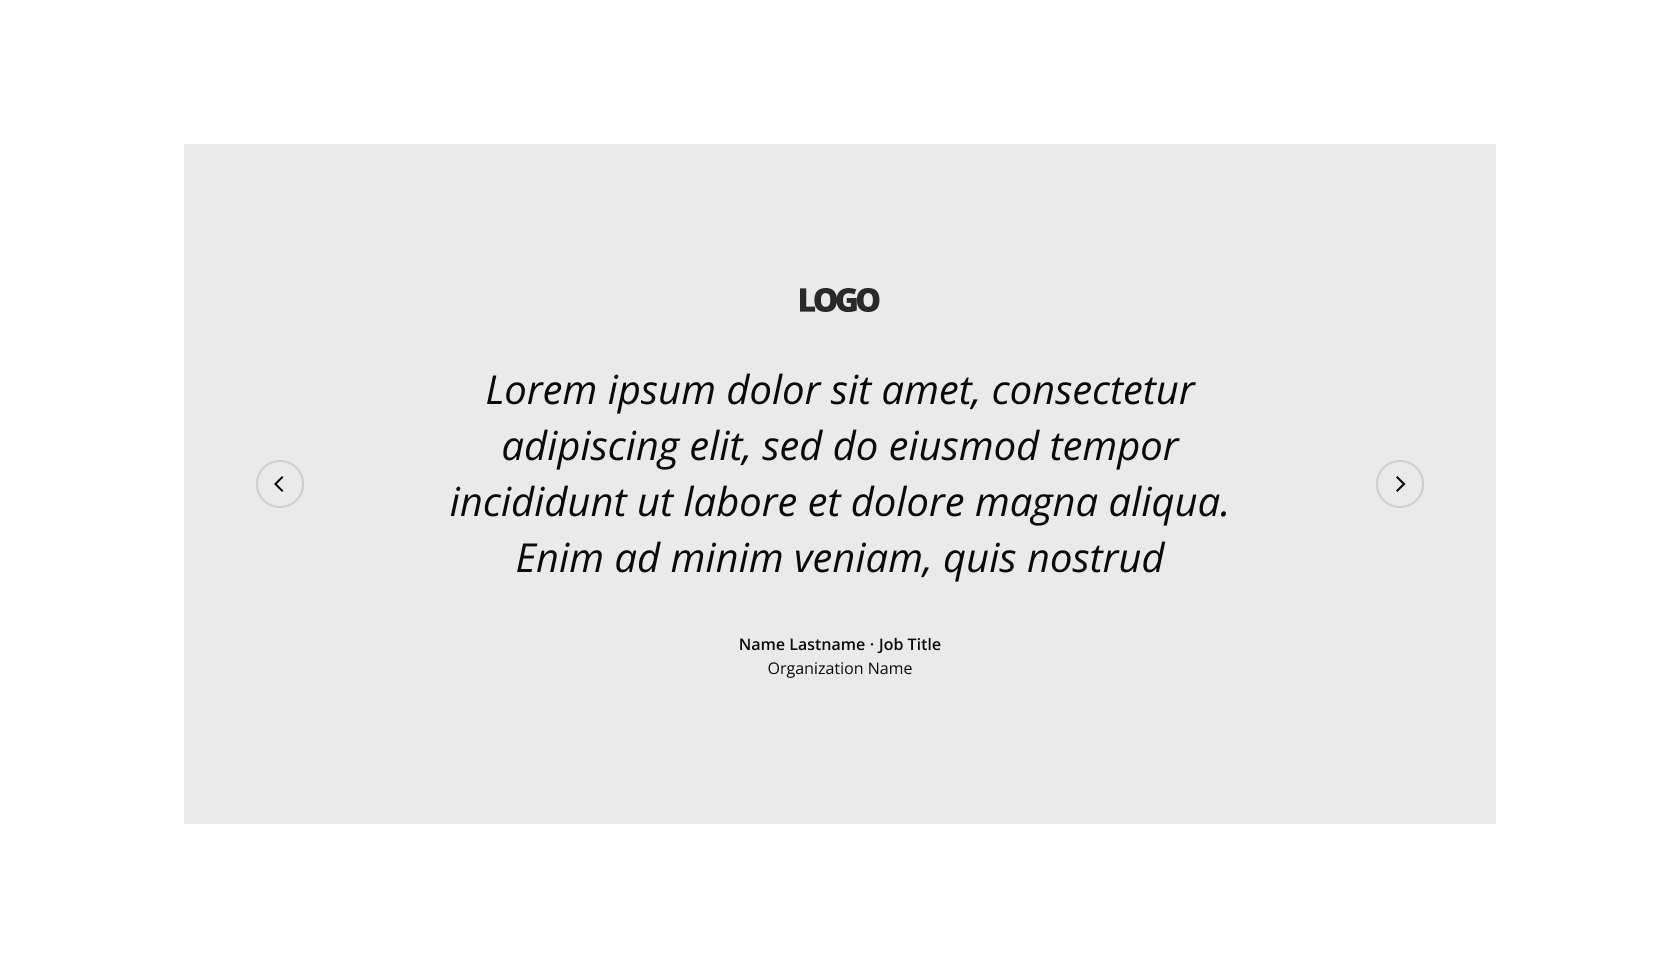 LOGO
Lorem ipsum dolor sit amet, consectetur
adipiscing elit, sed do eiusmod tempor
incididunt ut labore et dolore magna aliqua.
Enim ad minim veniam, quis nostrud
Name Lastname · Job Title
Organization Name